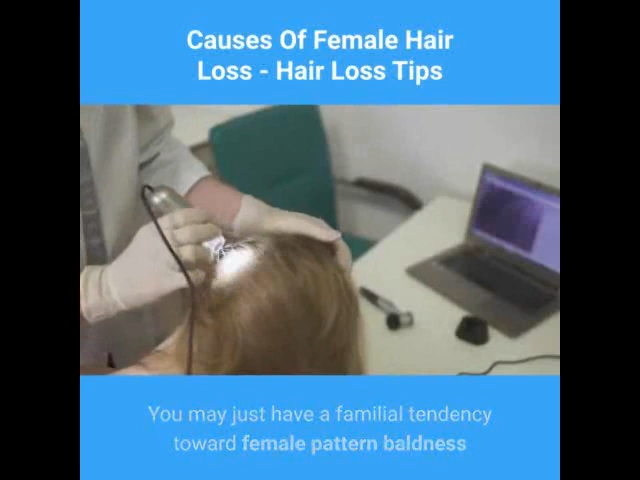 Causes Of Female Hair
Loss - Hair Loss Tips
You may just have a familial tendency
toward female pattern baldness